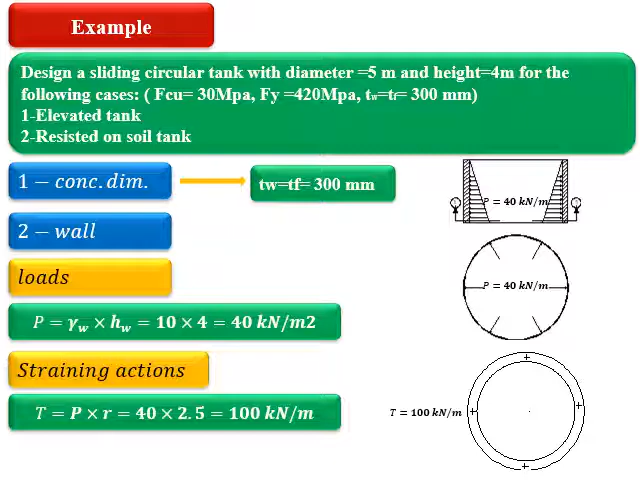 Example
Design a sliding circular tank with diameter =5 m and height=4m for the
following cases: ( Fcu= 30Mpa, Fy =420Mpa, tw=tf= 300 mm)
1-Elevated tank
2-Resisted on soil tank
1 − conc. dim.
tw=tf= 300 mm
P = 40 kN/m
2 − wall
loads
P = 40 kN/m
P = γw × hw = 10 × 4 = 40 kN/m2
Straining actions
T = P × r = 40 × 2.5 = 100 kN/m
T = 100 kN/m
+ +
+
+